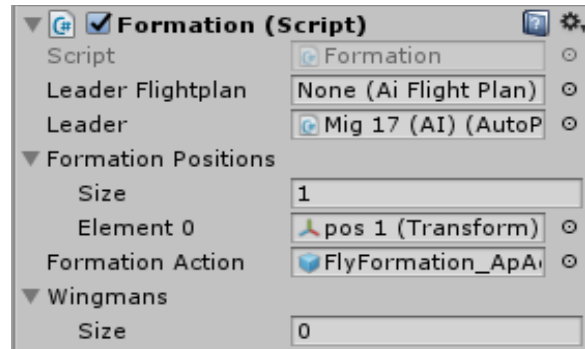 Formation (Script)
Script Formation
Leader Flightplan None (Ai Flight Plan)
Leader Mig 17 (AI) (AutoP
Formation Positions
Size 1
Element 0 pos 1 (Transform)
Formation Action FlyFormation_ApA
Wingmans
Size 0